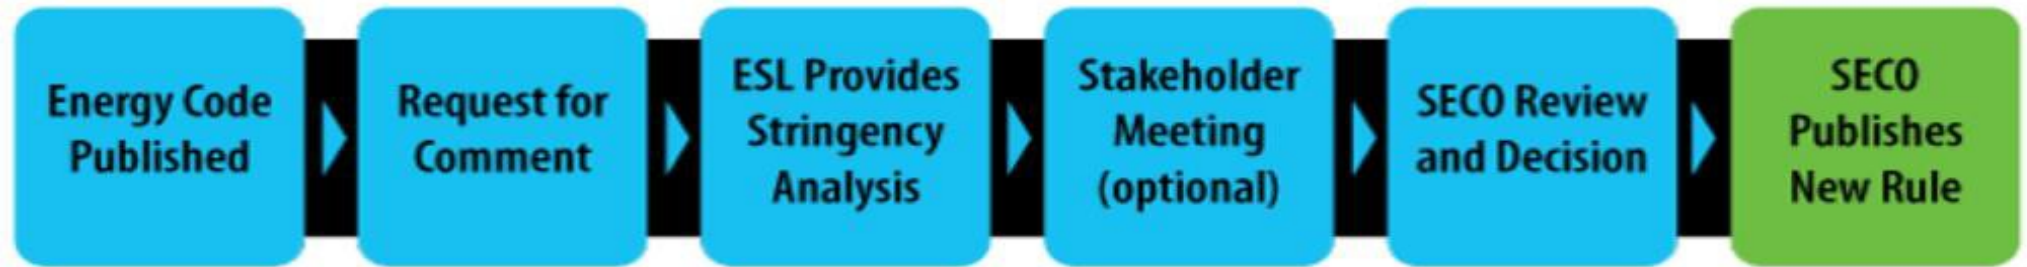 Energy Code
Published
Request for
Comment
ESL Provides
Stringency
Analysis
Stakeholder
Meeting
(optional)
SECO Review
and Decision
SECO
Publishes
New Rule